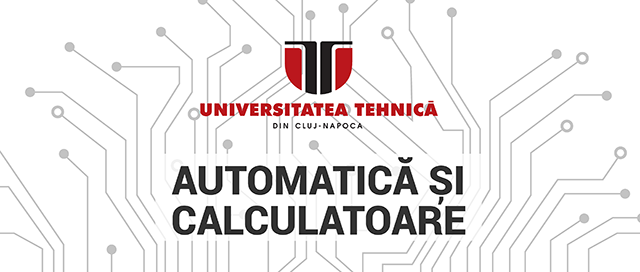 UNIVERSITATEA TEHNICĂ
DIN CLUJ-NAPOCA
AUTOMATICĂ ȘI
CALCULATOARE